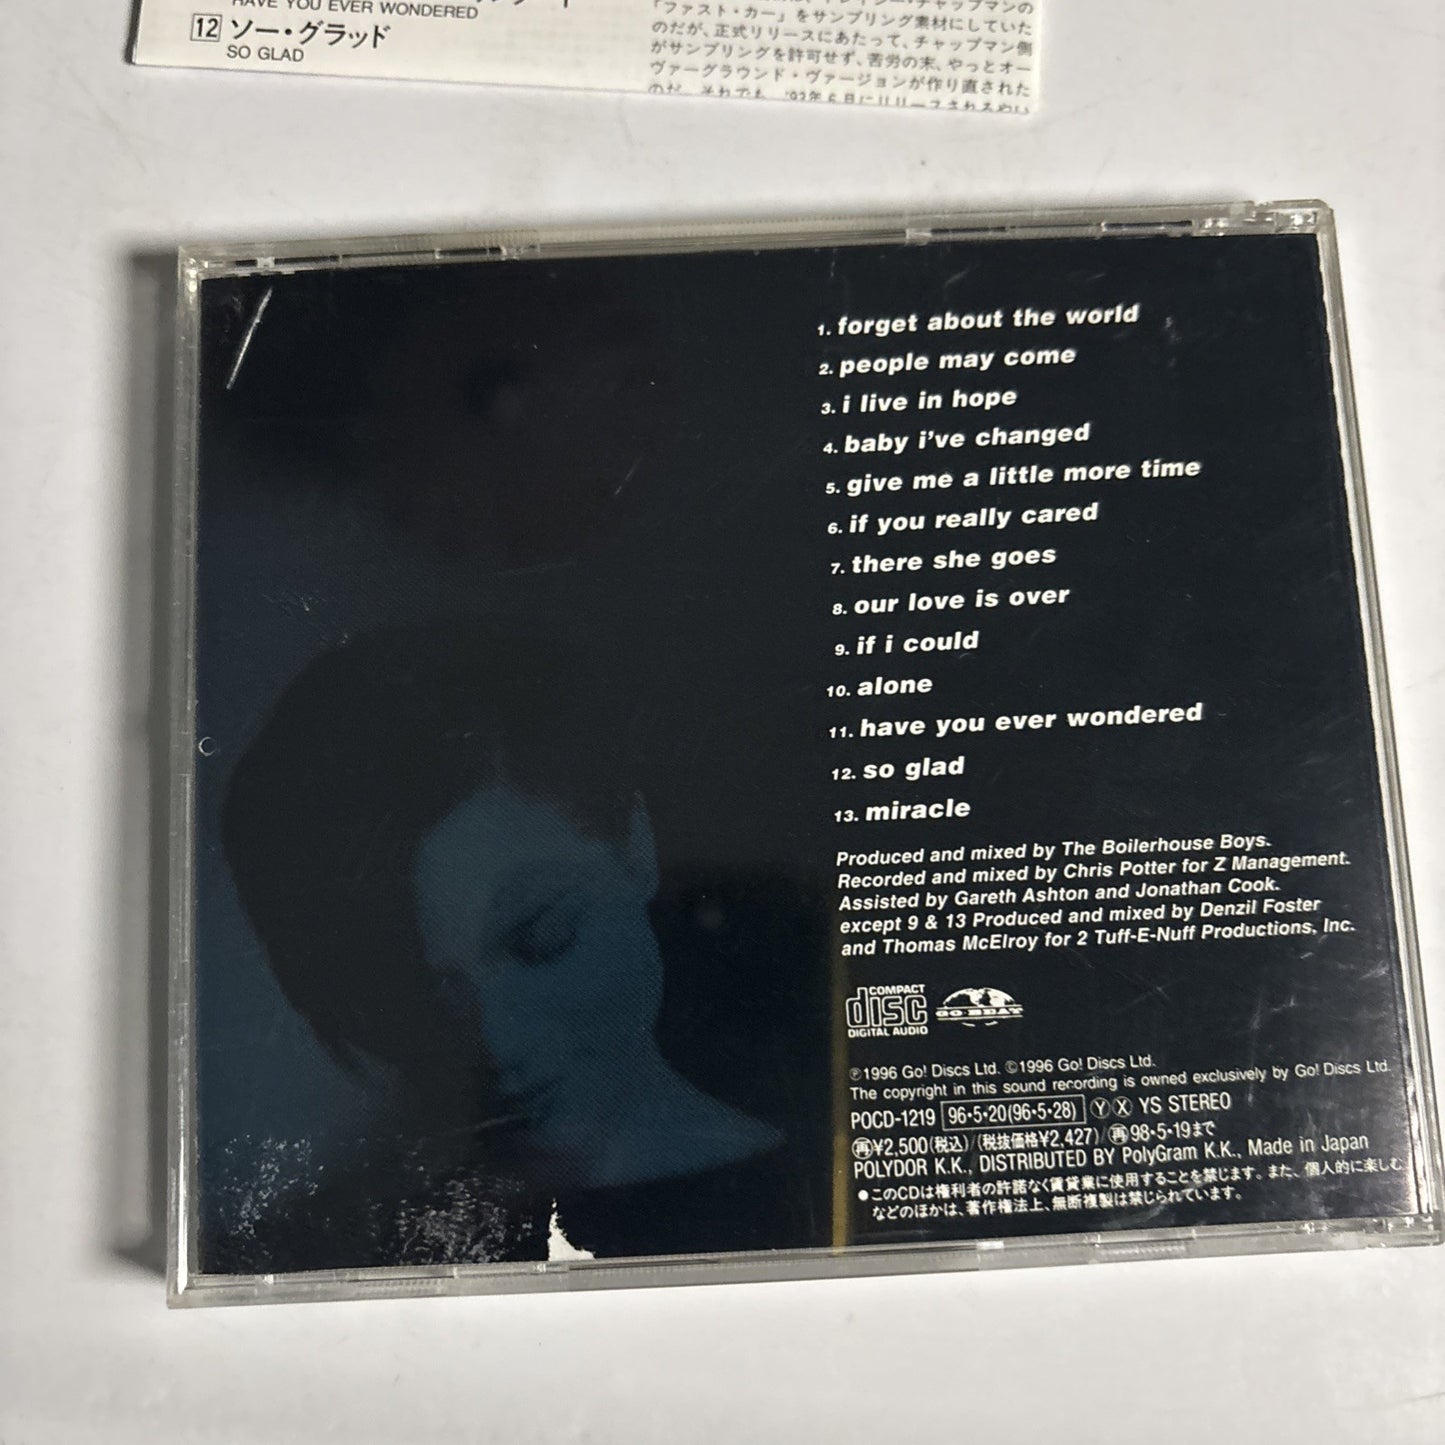 HAVE YOU EVER WONDERED
12 ソー・グラッド
SO GLAD
「ファスト・カー」をサンプリング素材にしていた
のだが、正式リリースにあたって、チャップマン側
がサンプリングを許可せず、苦労の末、やっとオー
ヴァーグラウンド・ヴァージョンが作り直された
1. forget about the world
2. people may come
3. i live in hope
4. baby i've changed
5. give me a little more time
6. if you really cared
7. there she goes
8. our love is over
9. if i could
10. alone
11. have you ever wondered
12. so glad
13. miracle
Produced and mixed by The Boilerhouse Boys.
Recorded and mixed by Chris Potter for Z Management.
Assisted by Gareth Ashton and Jonathan Cook.
except 9 & 13 Produced and mixed by Denzil Foster
and Thomas McElroy for 2 Tuff-E-Nuff Productions, Inc.
COMPACT
disc
DIGITAL AUDIO
GO BEAT
℗1996 Go! Discs Ltd. ©1996 Go! Discs Ltd.
The copyright in this sound recording is owned exclusively by Go! Discs Ltd.
POCD-1219 96・5・20(96・5・28) Ⓨ Ⓧ YS STEREO
㊞¥2,500(税込)/(税抜価格¥2,427)/再98・5・19まで
POLYDOR K.K., DISTRIBUTED BY PolyGram K.K., Made in Japan
●このCDは権利者の許諾なく賃貸業に使用することを禁じます。また、個人的に楽しむ
などのほかは、著作権法上、無断複製は禁じられています。